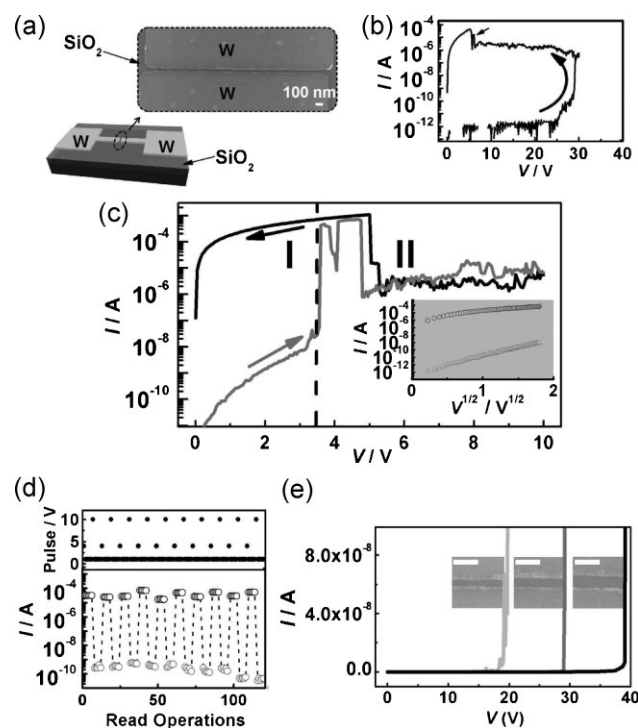 (a)
SiO₂
W
W
100 nm
W
W
SiO₂
(b)
I / A
10⁻⁴
10⁻⁶
10⁻⁸
10⁻¹⁰
10⁻¹²
0 10 20 30 40
V / V
(c)
I / A
10⁻⁴
10⁻⁶
10⁻⁸
10⁻¹⁰
I
II
I / A
10⁻⁴
10⁻⁶
10⁻⁸
10⁻¹⁰
10⁻¹²
0 1 2
V¹ᐟ² / V¹ᐟ²
0 2 4 6 8 10
V / V
(d)
Pulse / V
10
5
0
I / A
10⁻⁴
10⁻⁶
10⁻⁸
10⁻¹⁰
0 50 100
Read Operations
(e)
I / A
8.0x10⁻⁸
4.0x10⁻⁸
0.0
0 10 20 30 40
V (V)